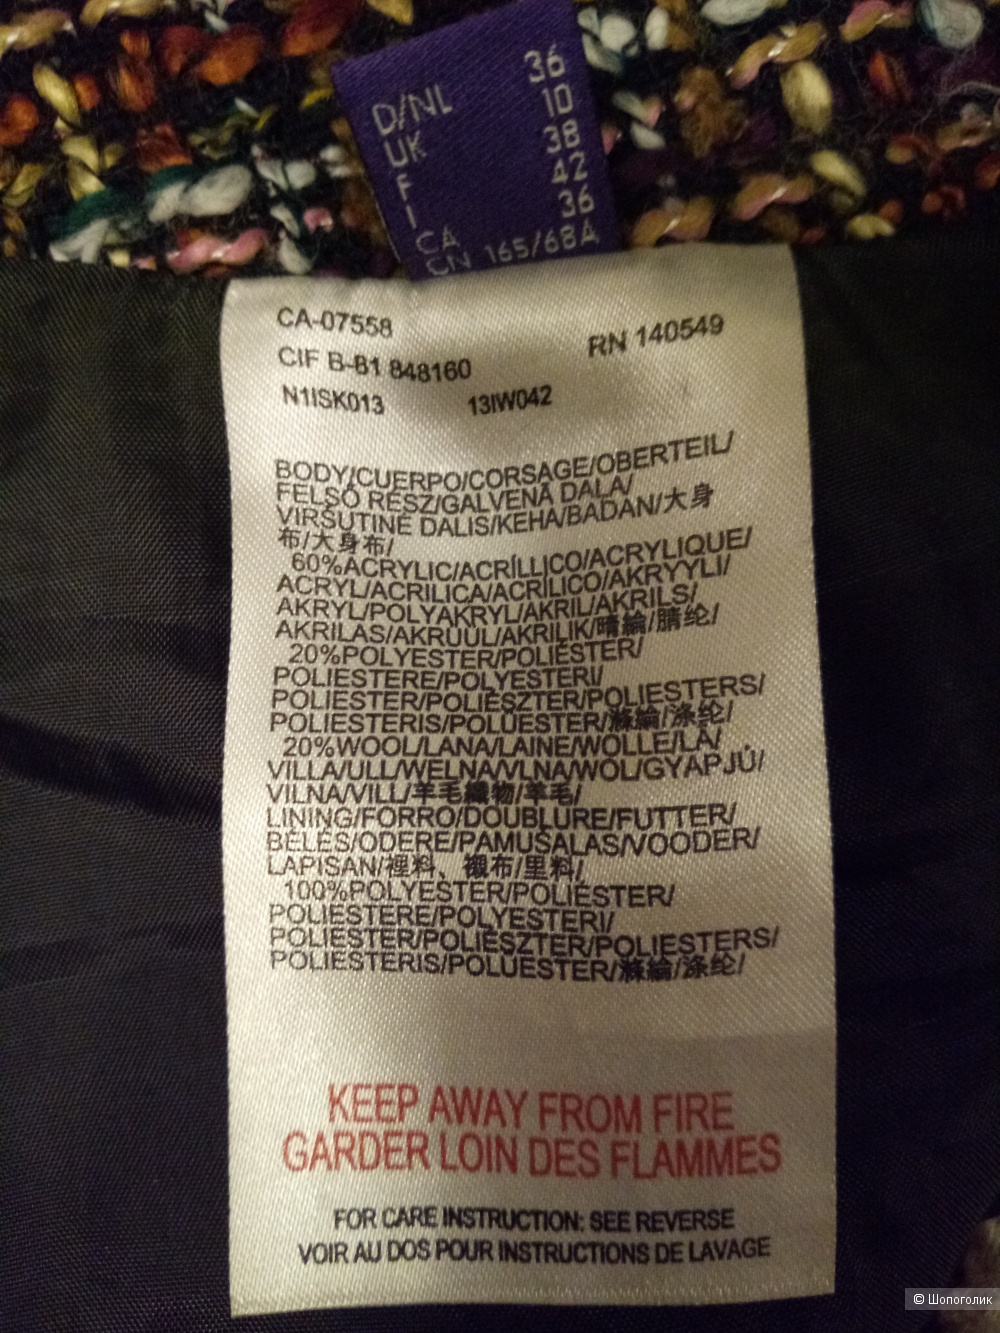 D/NL 36
UK 10
F 38
I 42
CA 36
CN 165/68A
CA-07558
CIF B-81 848160 RN 140549
N1ISK013 13IW042
BODY/CUERPO/CORSAGE/OBERTEIL/
FELSŐ RÉSZ/GALVENĀ DAĻA/
VIRŠUTINĖ DALIS/KEHA/BADAN/大身
布/大身布/
60%ACRYLIC/ACRÍLLICO/ACRYLIQUE/
ACRYL/ACRILICA/ACRÍLICO/AKRYYLI/
AKRYL/POLYAKRYL/AKRIL/AKRILS/
AKRILAS/AKRUÜL/AKRILIK/晴綸/腈纶/
20%POLYESTER/POLIÉSTER/
POLIESTERE/POLYESTERI/
POLIESTER/POLIÉSZTER/POLIESTERS/
POLIESTERIS/POLÜESTER/滌綸/涤纶/
20%WOOL/LANA/LAINE/WOLLE/LÃ/
VILLA/ULL/WELNA/VLNA/WOL/GYAPJÚ/
VILNA/VILL/羊毛織物/羊毛/
LINING/FORRO/DOUBLURE/FUTTER/
BÉLÉS/ODERE/PAMUŠALAS/VOODER/
LAPISAN/裡料、襯布/里料/
100%POLYESTER/POLIÉSTER/
POLIESTERE/POLYESTERI/
POLIESTER/POLIÉSZTER/POLIESTERS/
POLIESTERIS/POLUESTER/滌綸/涤纶/
KEEP AWAY FROM FIRE
GARDER LOIN DES FLAMMES
FOR CARE INSTRUCTION: SEE REVERSE
VOIR AU DOS POUR INSTRUCTIONS DE LAVAGE
© Шопоголик